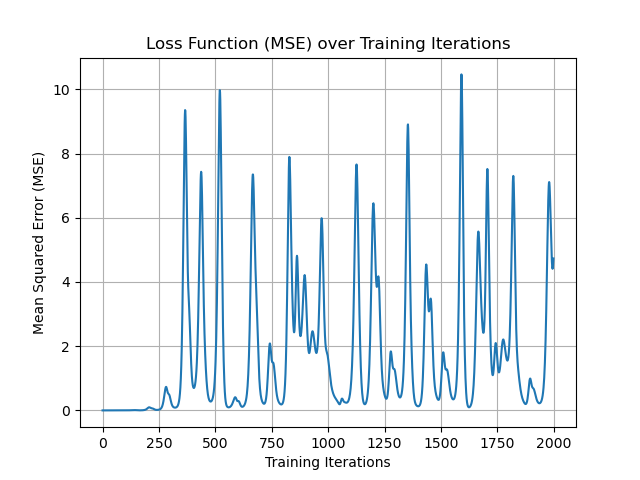 Loss Function (MSE) over Training Iterations
10
8
6
4
2
0
Mean Squared Error (MSE)
0 250 500 750 1000 1250 1500 1750 2000
Training Iterations